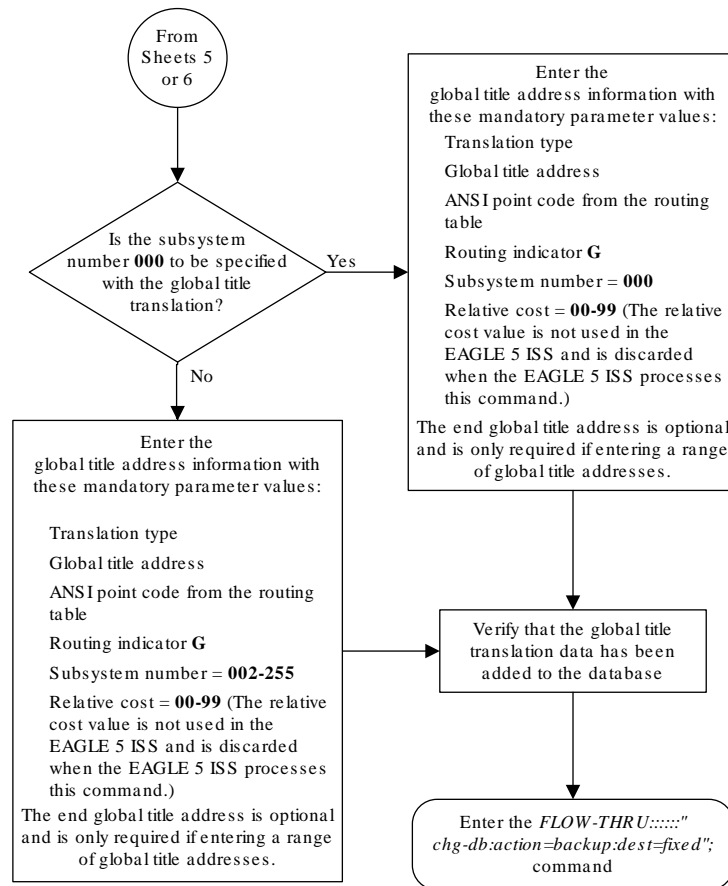 From
Sheets 5
or 6
Is the subsystem
number 000 to be specified
with the global title
translation?
Yes
No
Enter the
global title address information with
these mandatory parameter values:
Translation type
Global title address
ANSI point code from the routing
table
Routing indicator G
Subsystem number = 000
Relative cost = 00-99 (The relative
cost value is not used in the
EAGLE 5 ISS and is discarded
when the EAGLE 5 ISS processes
this command.)
The end global title address is optional
and is only required if entering a range
of global title addresses.
Enter the
global title address information with
these mandatory parameter values:
Translation type
Global title address
ANSI point code from the routing
table
Routing indicator G
Subsystem number = 002-255
Relative cost = 00-99 (The relative
cost value is not used in the
EAGLE 5 ISS and is discarded
when the EAGLE 5 ISS processes
this command.)
The end global title address is optional
and is only required if entering a range
of global title addresses.
Verify that the global title
translation data has been
added to the database
Enter the FLOW-THRU::::::"
chg-db:action=backup:dest=fixed";
command